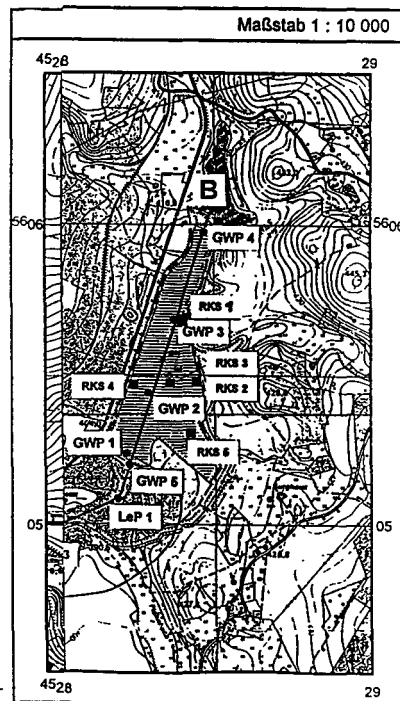 Maßstab 1 : 10 000
4528 29
B
5606 5606
GWP 4
RKS 1
GWP 3
RKS 3
RKS 4 RKS 2
GWP 2
GWP 1 RKS 5
GWP 5
LeP 1
05 05
4528 29